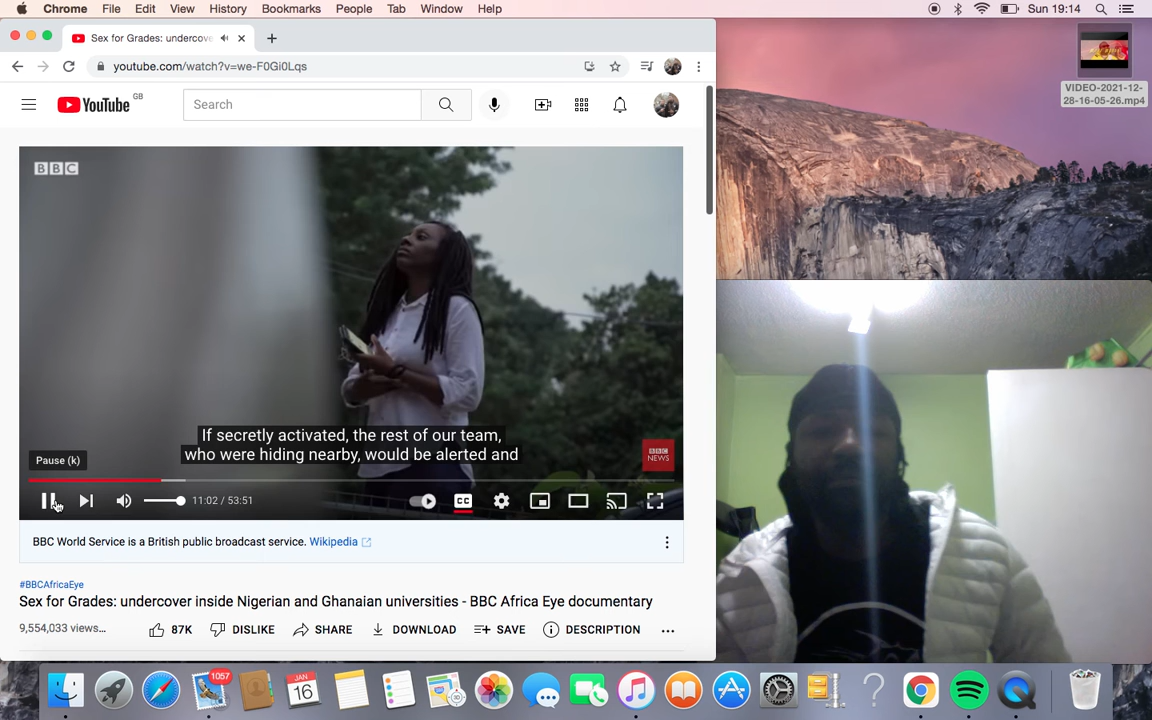 Chrome File Edit View History Bookmarks People Tab Window Help
Sun 19:14
Sex for Grades: undercove
youtube.com/watch?v=we-F0Gi0Lqs
YouTube GB
Search
VIDEO-2021-12-
28-16-05-26.mp4
BBC
If secretly activated, the rest of our team,
who were hiding nearby, would be alerted and
BBC
NEWS
Pause (k)
11:02 / 53:51
CC
BBC World Service is a British public broadcast service. Wikipedia
#BBCAfricaEye
Sex for Grades: undercover inside Nigerian and Ghanaian universities - BBC Africa Eye documentary
9,554,033 views...
87K DISLIKE SHARE DOWNLOAD SAVE DESCRIPTION
1057
JAN
16